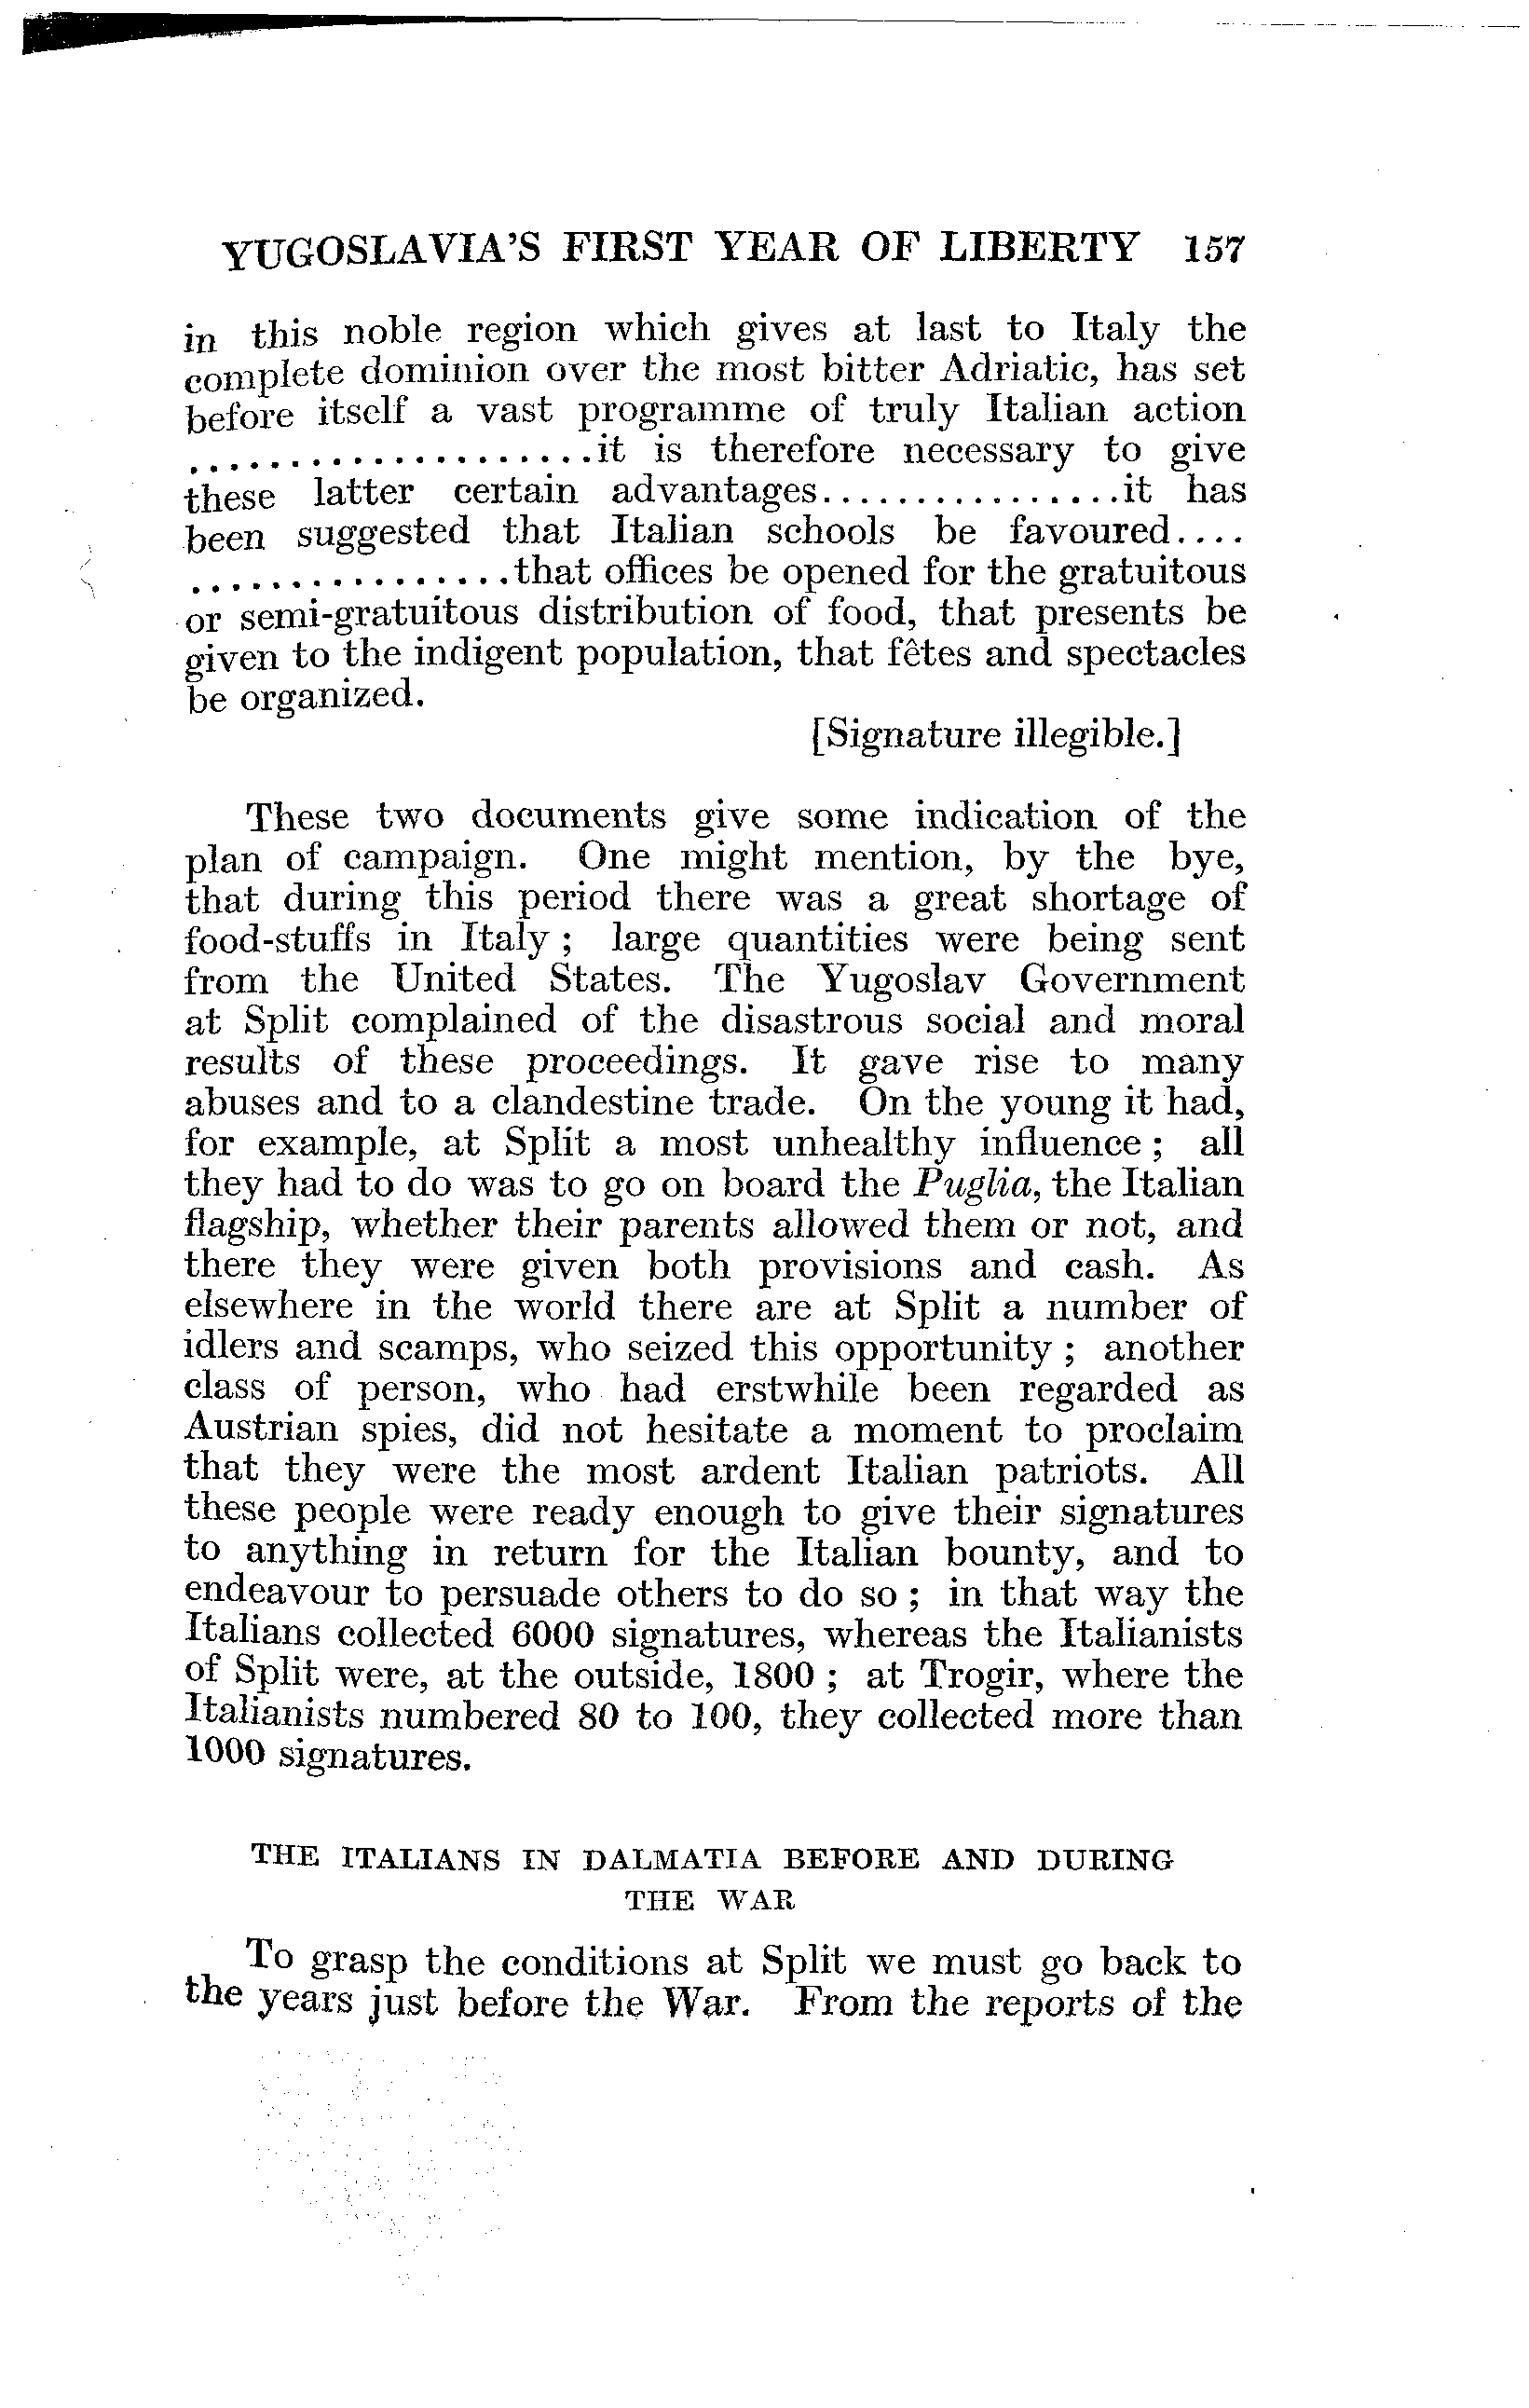 YUGOSLAVIA'S FIRST YEAR OF LIBERTY 157
in this noble region which gives at last to Italy the
complete dominion over the most bitter Adriatic, has set
before itself a vast programme of truly Italian action
....................it is therefore necessary to give
these latter certain advantages................it has
been suggested that Italian schools be favoured....
................that offices be opened for the gratuitous
or semi-gratuitous distribution of food, that presents be
given to the indigent population, that fêtes and spectacles
be organized.
[Signature illegible.]
These two documents give some indication of the
plan of campaign. One might mention, by the bye,
that during this period there was a great shortage of
food-stuffs in Italy ; large quantities were being sent
from the United States. The Yugoslav Government
at Split complained of the disastrous social and moral
results of these proceedings. It gave rise to many
abuses and to a clandestine trade. On the young it had,
for example, at Split a most unhealthy influence ; all
they had to do was to go on board the Puglia, the Italian
flagship, whether their parents allowed them or not, and
there they were given both provisions and cash. As
elsewhere in the world there are at Split a number of
idlers and scamps, who seized this opportunity ; another
class of person, who had erstwhile been regarded as
Austrian spies, did not hesitate a moment to proclaim
that they were the most ardent Italian patriots. All
these people were ready enough to give their signatures
to anything in return for the Italian bounty, and to
endeavour to persuade others to do so ; in that way the
Italians collected 6000 signatures, whereas the Italianists
of Split were, at the outside, 1800 ; at Trogir, where the
Italianists numbered 80 to 100, they collected more than
1000 signatures.
THE ITALIANS IN DALMATIA BEFORE AND DURING
THE WAR
To grasp the conditions at Split we must go back to
the years just before the War. From the reports of the